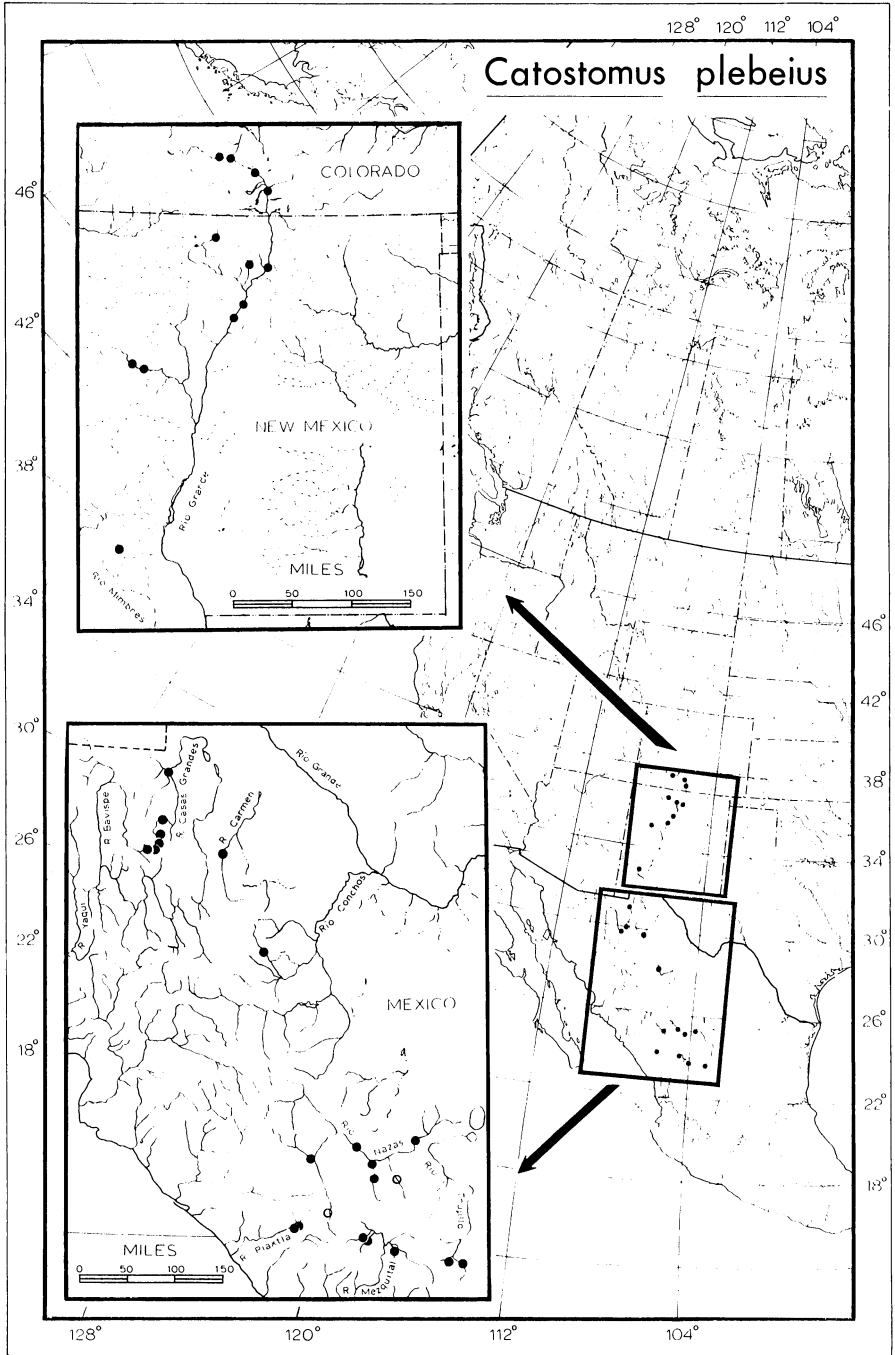 128° 120° 112° 104°
Catostomus plebeius
COLORADO
46°
42°
NEW MEXICO
38°
Rio Grande
MILES
0 50 100 150
Rio Mimbres
34°
46°
42°
30°
38°
Rio Grande
R. Casas Grandes
R. Bavispe
R. Carmen
26°
34°
Rio Conchos
R. Yaqui
22°
30°
MEXICO
26°
18°
22°
Rio Nazas
Rio
18°
R. Piaxtla
MILES
0 50 100 150
R. Mezquital
128° 120° 112° 104°